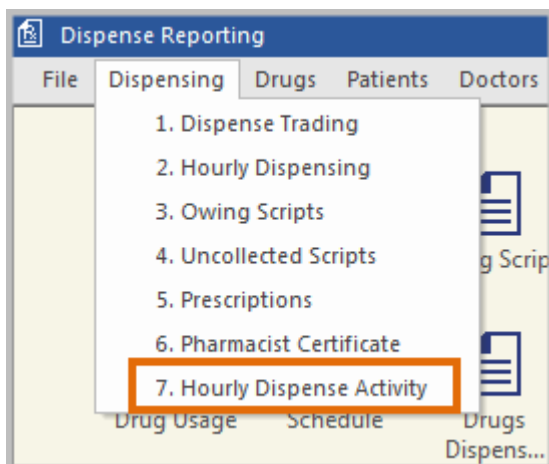 Dispense Reporting
File Dispensing Drugs Patients Doctors
1. Dispense Trading
2. Hourly Dispensing
3. Owing Scripts
4. Uncollected Scripts
5. Prescriptions
6. Pharmacist Certificate
7. Hourly Dispense Activity
g Scrip
Drug Usage Schedule Drugs
Dispens...